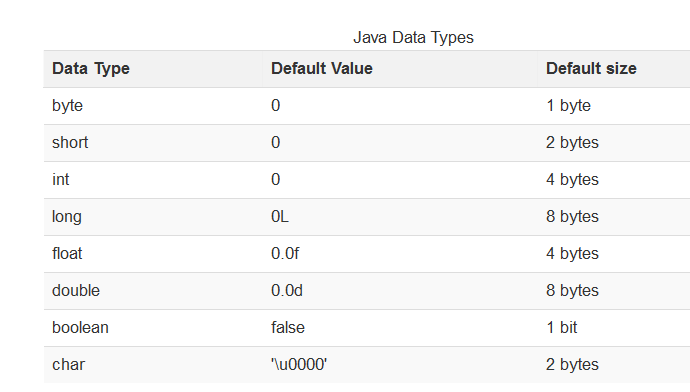 Java Data Types
Data Type Default Value Default size
byte 0 1 byte
short 0 2 bytes
int 0 4 bytes
long 0L 8 bytes
float 0.0f 4 bytes
double 0.0d 8 bytes
boolean false 1 bit
char '\u0000' 2 bytes